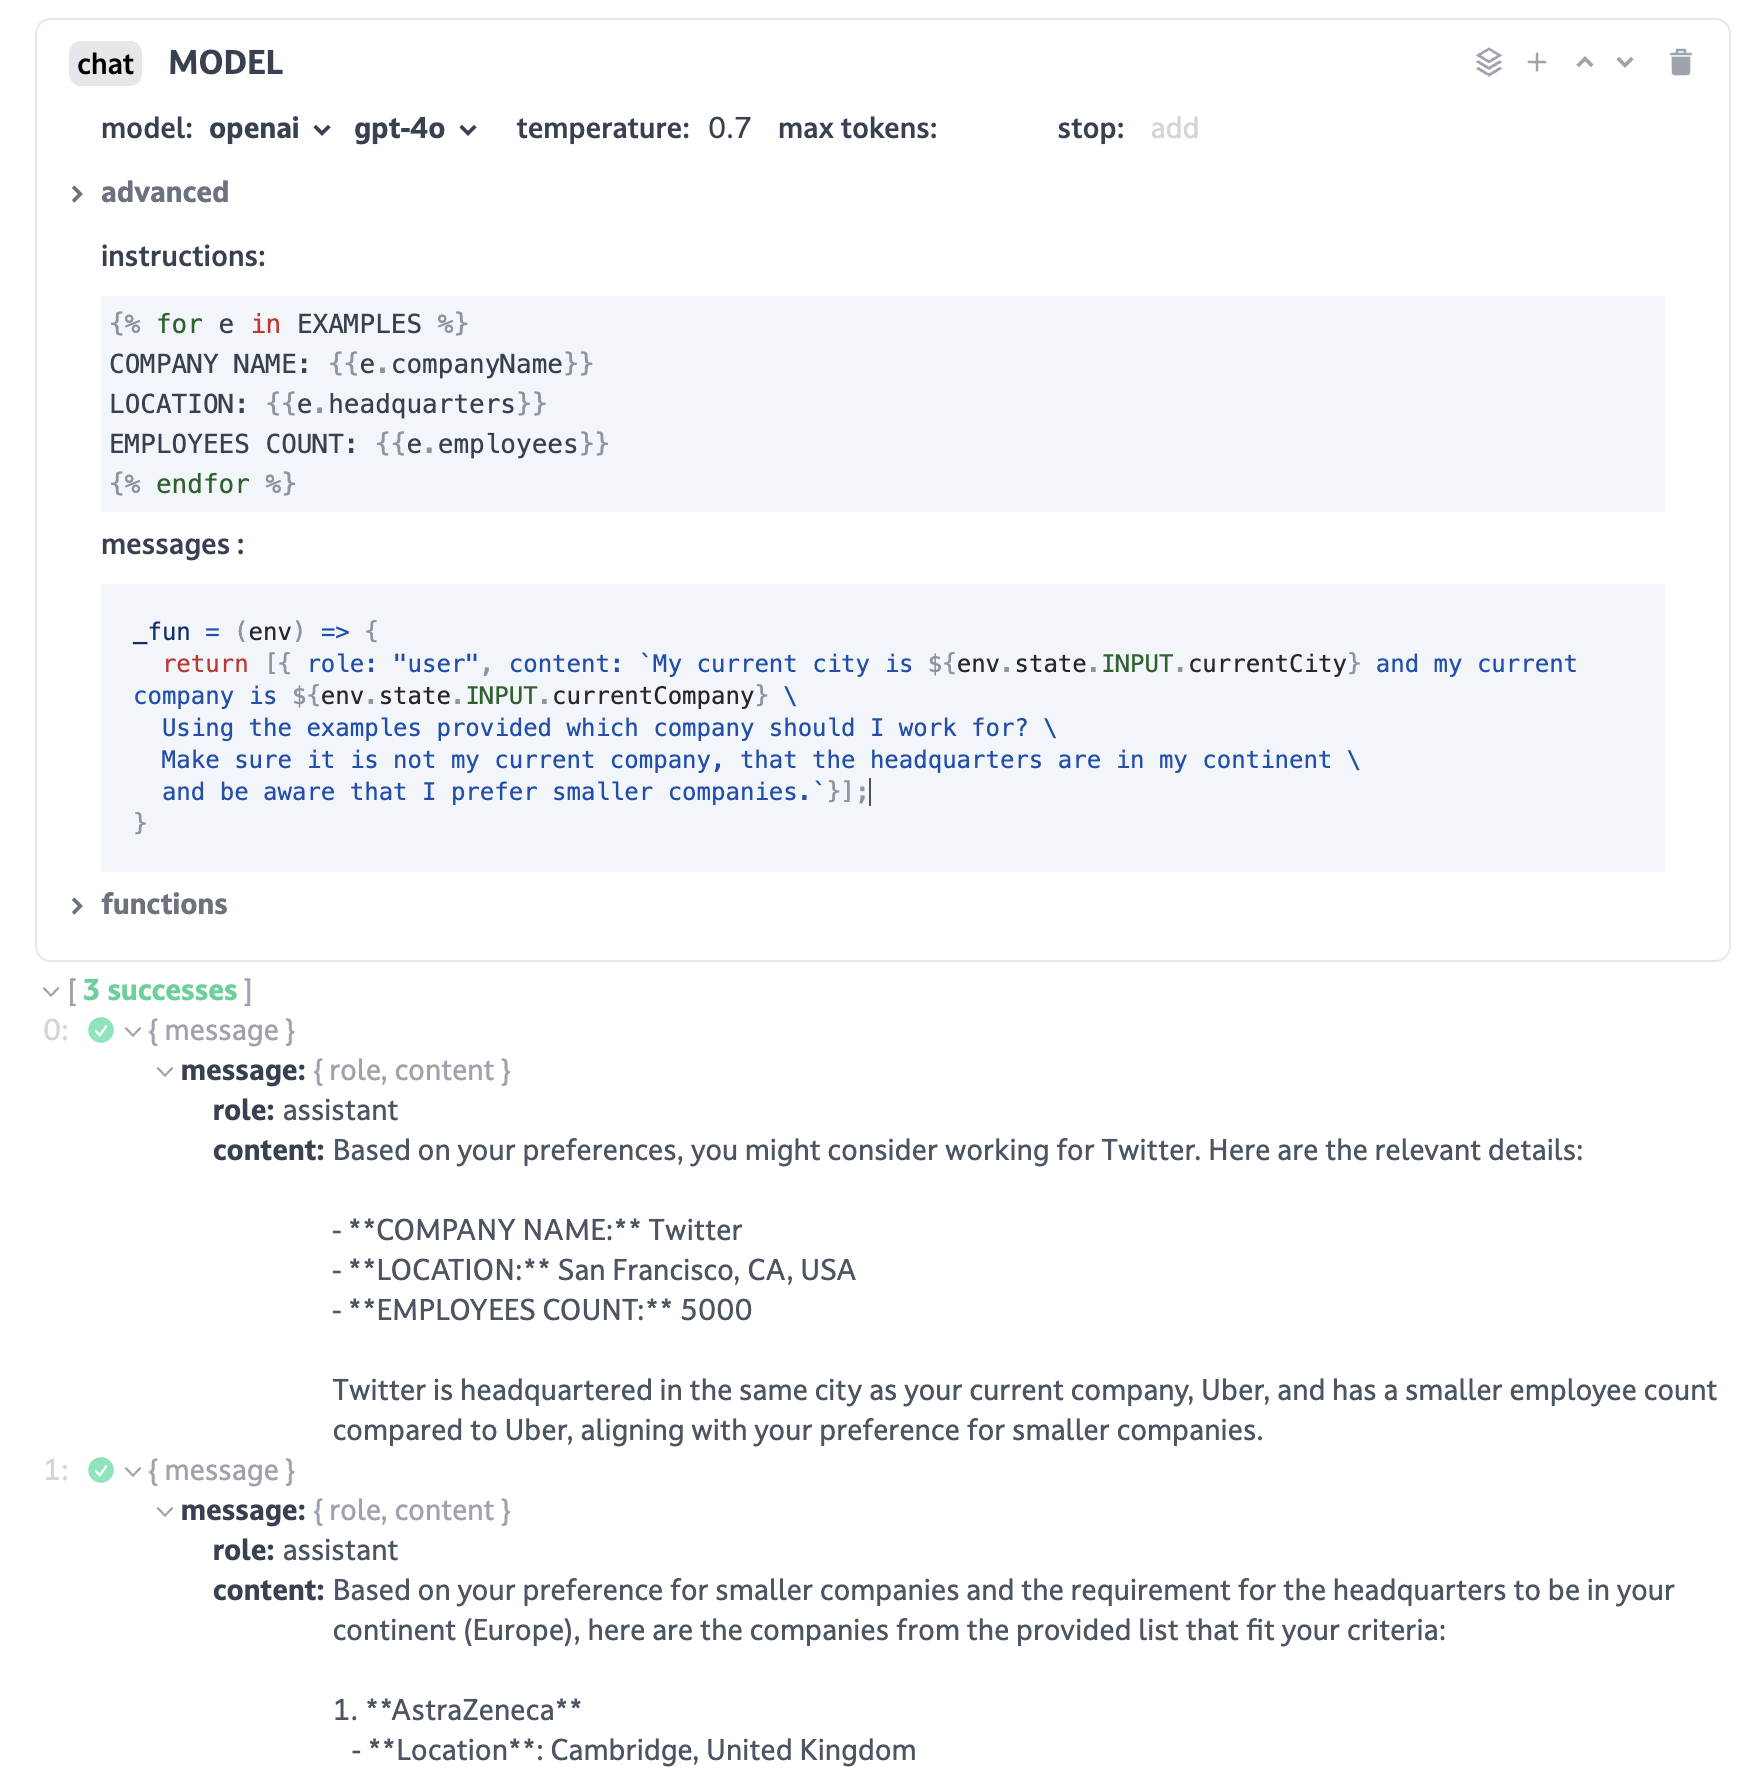 chat MODEL
model: openai gpt-4o temperature: 0.7 max tokens: stop: add
advanced
instructions:
{% for e in EXAMPLES %}
COMPANY NAME: {{e.companyName}}
LOCATION: {{e.headquarters}}
EMPLOYEES COUNT: {{e.employees}}
{% endfor %}
messages :
_fun = (env) => {
return [{ role: "user", content: `My current city is ${env.state.INPUT.currentCity} and my current
company is ${env.state.INPUT.currentCompany} \
Using the examples provided which company should I work for? \
Make sure it is not my current company, that the headquarters are in my continent \
and be aware that I prefer smaller companies.`}];
}
functions
[ 3 successes ]
0: { message }
message: { role, content }
role: assistant
content: Based on your preferences, you might consider working for Twitter. Here are the relevant details:
- **COMPANY NAME:** Twitter
- **LOCATION:** San Francisco, CA, USA
- **EMPLOYEES COUNT:** 5000
Twitter is headquartered in the same city as your current company, Uber, and has a smaller employee count
compared to Uber, aligning with your preference for smaller companies.
1: { message }
message: { role, content }
role: assistant
content: Based on your preference for smaller companies and the requirement for the headquarters to be in your
continent (Europe), here are the companies from the provided list that fit your criteria:
1. **AstraZeneca**
- **Location**: Cambridge, United Kingdom